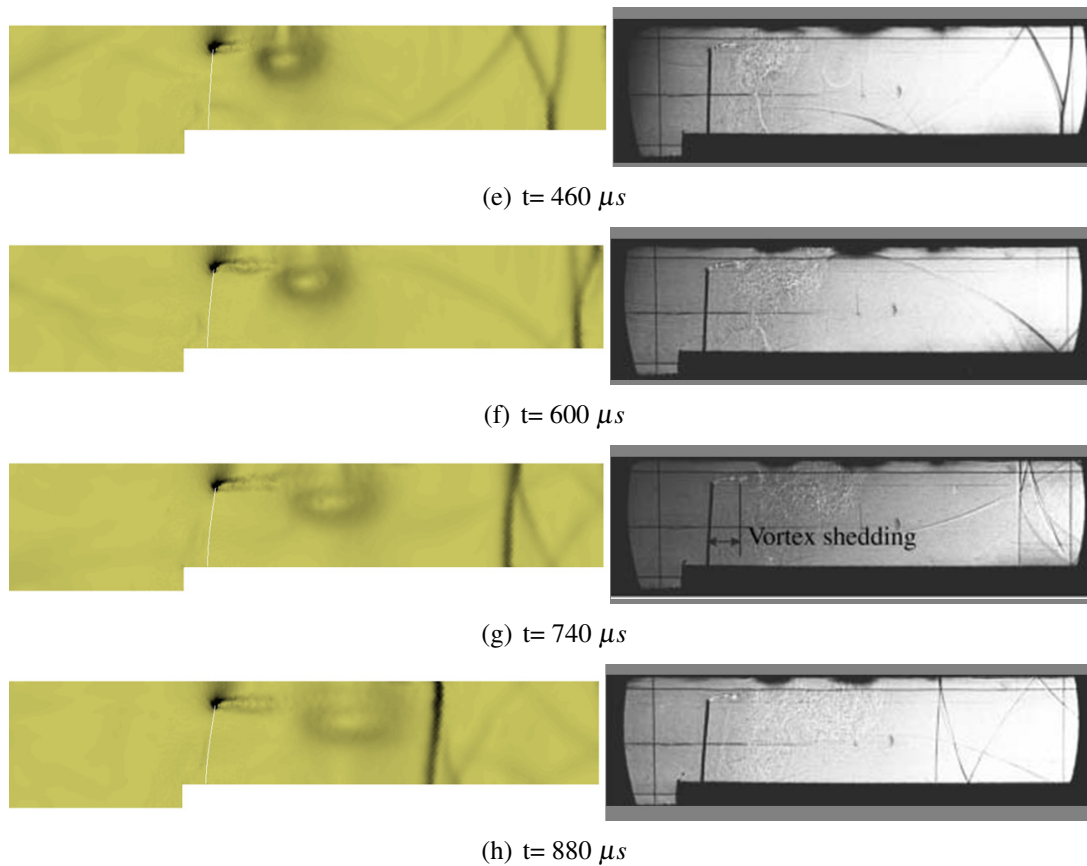 (e) t= 460 μs
(f) t= 600 μs
Vortex shedding
(g) t= 740 μs
(h) t= 880 μs